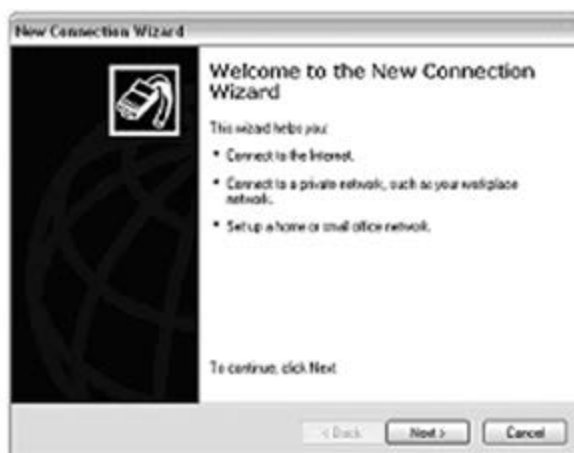 New Connection Wizard
Welcome to the New Connection
Wizard
This wizard helps you:
• Connect to the Internet.
• Connect to a private network, such as your workplace
network.
• Set up a home or small office network.
To continue, click Next
< Back
Next >
Cancel